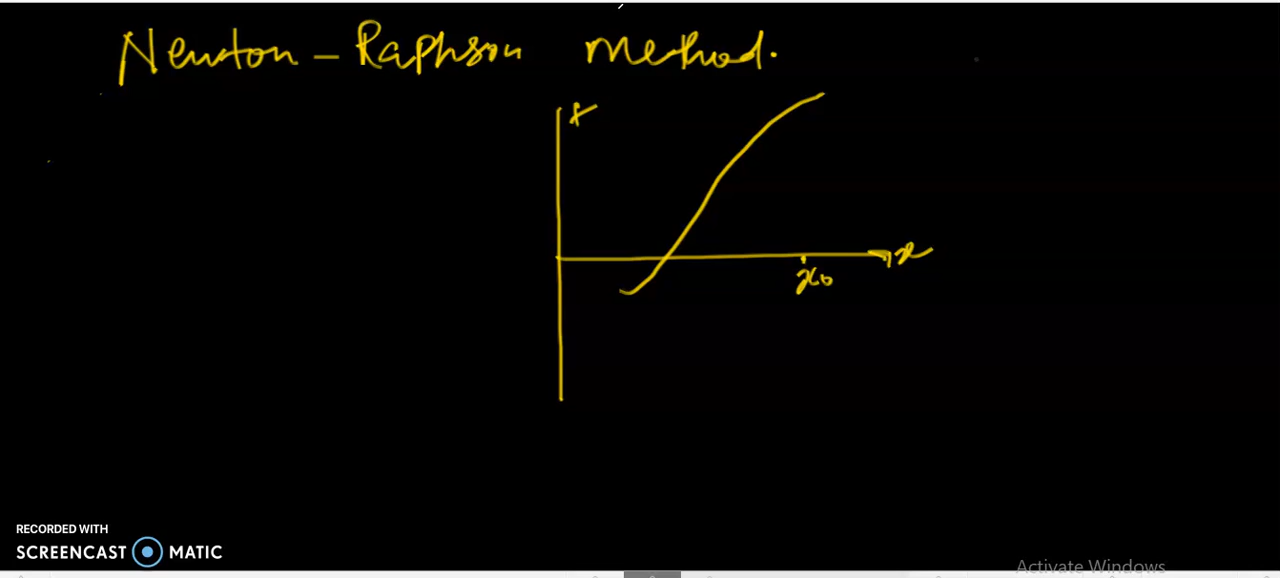 Newton - Raphson method.
x
x₀
RECORDED WITH
SCREENCAST MATIC
Activate Windows